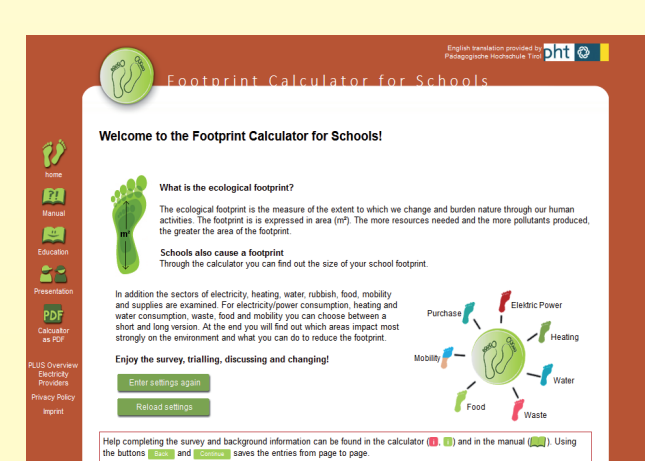 English translation provided by
Pädagogische Hochschule Tirol
pht
Footprint Calculator for Schools
Welcome to the Footprint Calculator for Schools!
home
?!
Manual
Education
Presentation
PDF
Calcualtor
as PDF
PLUS Overview
Electricity
Providers
Privacy Policy
Imprint
m²
What is the ecological footprint?
The ecological footprint is the measure of the extent to which we change and burden nature through our human
activities. The footprint is is expressed in area (m²). The more resources needed and the more pollutants produced,
the greater the area of the footprint.
Schools also cause a footprint
Through the calculator you can find out the size of your school footprint.
In addition the sectors of electricity, heating, water, rubbish, food, mobility
and supplies are examined. For electricity/power consumption, heating and
water consumption, waste, food and mobility you can choose between a
short and long version. At the end you will find out which areas impact most
strongly on the environment and what you can do to reduce the footprint.
Enjoy the survey, trialling, discussing and changing!
Enter settings again
Reload settings
Elektric Power
Purchase
Heating
Mobility
Water
Food
Waste
Help completing the survey and background information can be found in the calculator (i, i) and in the manual ( ). Using
the buttons Back and Continue saves the entries from page to page.